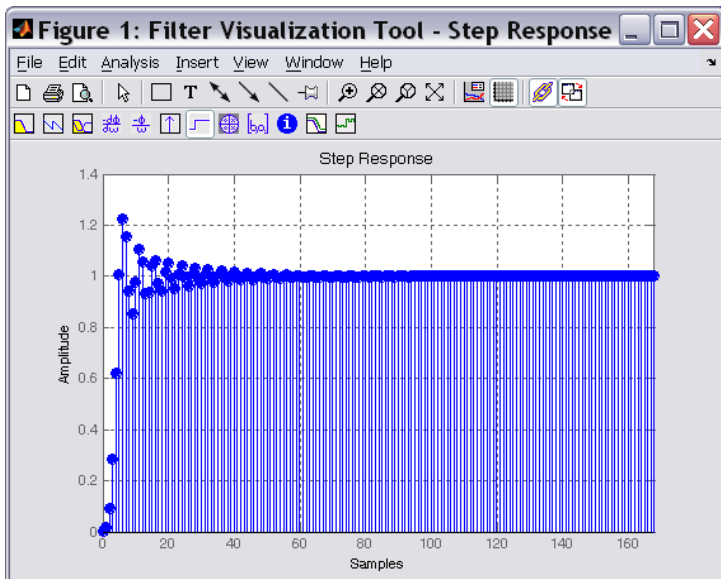 Figure 1: Filter Visualization Tool - Step Response
File Edit Analysis Insert View Window Help
T
[b,a]
i
Step Response
1.4
1.2
1
0.8
0.6
0.4
0.2
0
Amplitude
0 20 40 60 80 100 120 140 160
Samples